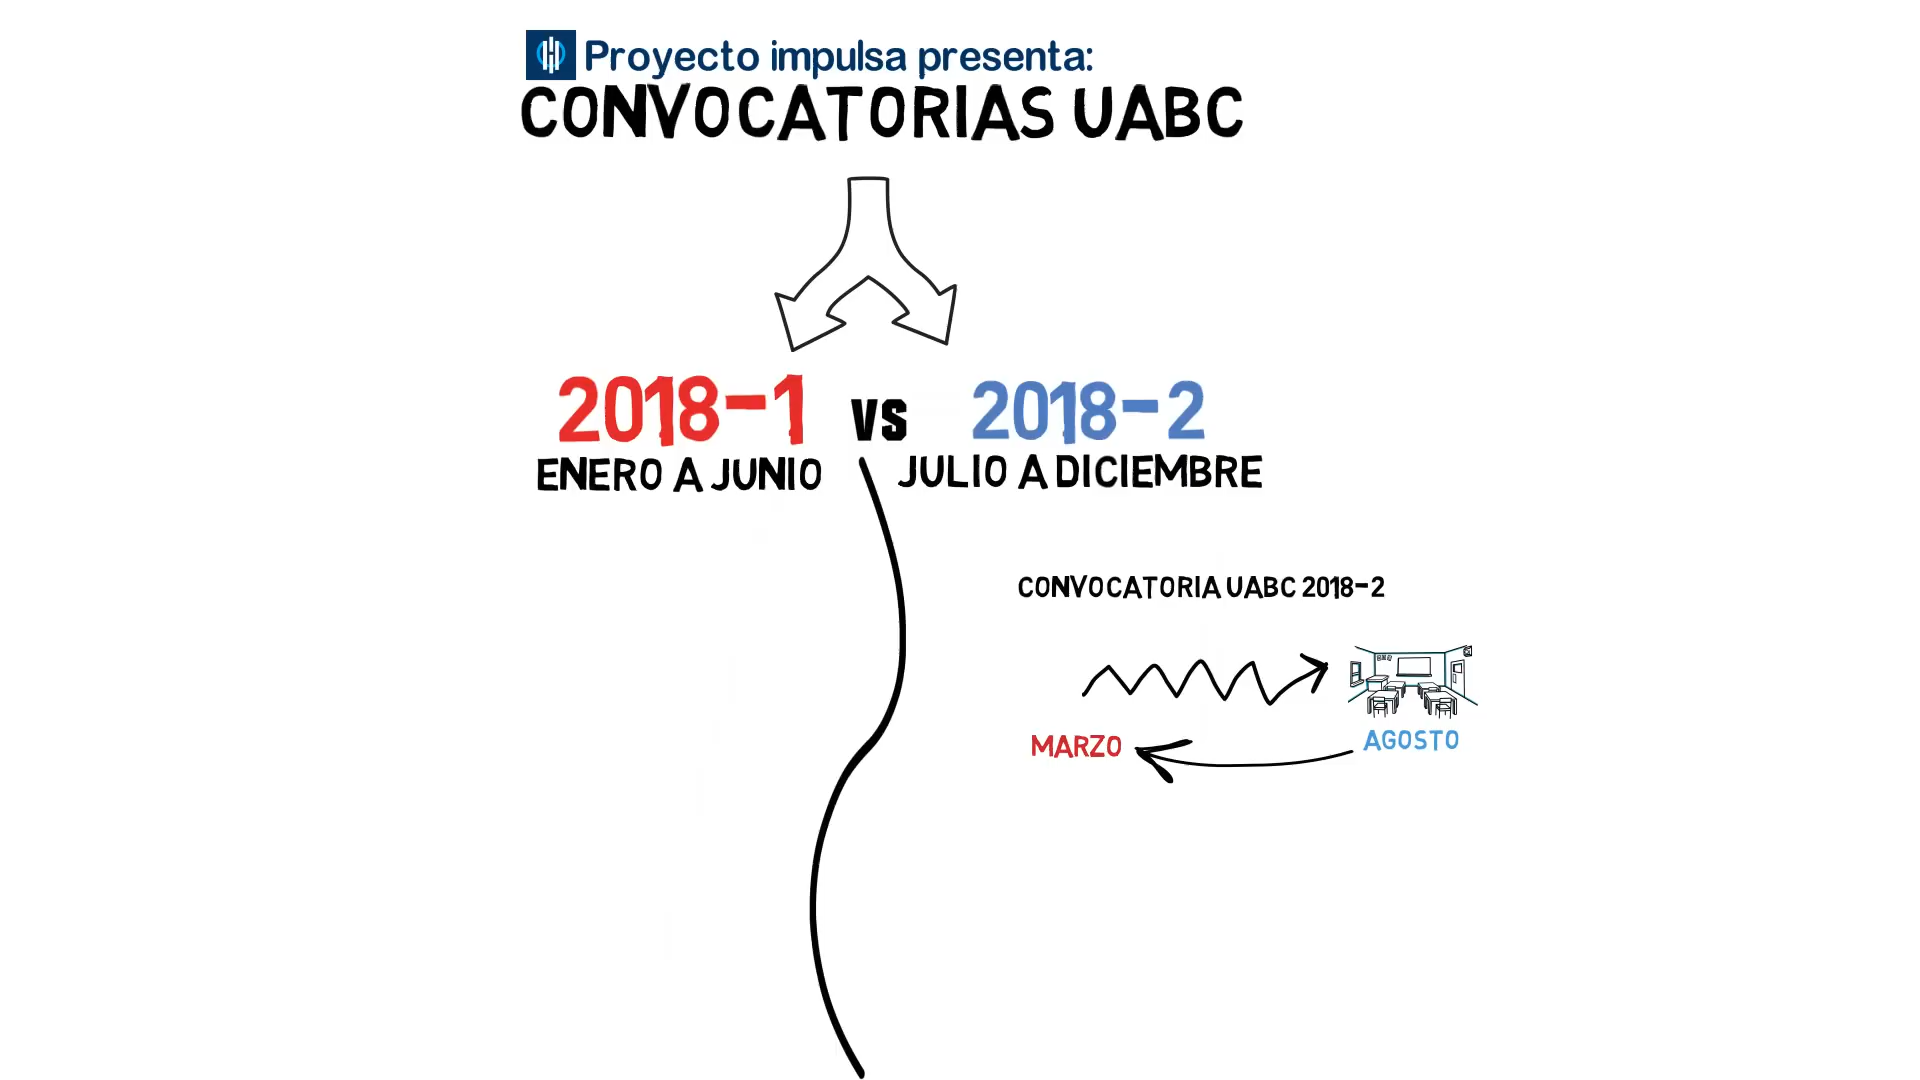 Proyecto impulsa presenta:
CONVOCATORIAS UABC
2018-1 VS 2018-2
ENERO A JUNIO JULIO A DICIEMBRE
CONVOCATORIA UABC 2018-2
MARZO AGOSTO